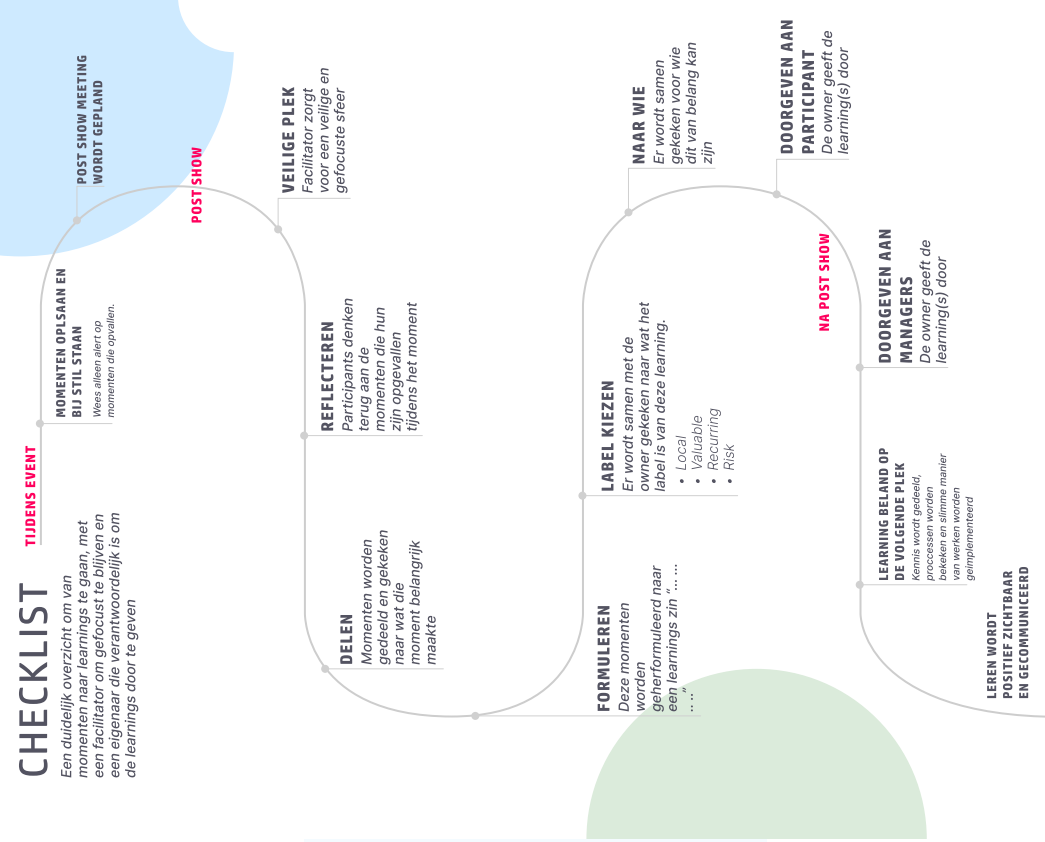 CHECKLIST
Een duidelijk overzicht om van
momenten naar learnings te gaan, met
een facilitator om gefocust te blijven en
een eigenaar die verantwoordelijk is om
de learnings door te geven
TIJDENS EVENT
MOMENTEN OPLSAAN EN
BIJ STIL STAAN
Wees alleen alert op
momenten die opvallen.
POST SHOW MEETING
WORDT GEPLAND
POST SHOW
VEILIGE PLEK
Facilitator zorgt
voor een veilige en
gefocuste sfeer
REFLECTEREN
Participants denken
terug aan de
momenten die hun
zijn opgevallen
tijdens het moment
DELEN
Momenten worden
gedeeld en gekeken
naar wat die
moment belangrijk
maakte
FORMULEREN
Deze momenten
worden
geherformuleerd naar
een learnings zin “... ...
.. ..”
LABEL KIEZEN
Er wordt samen met de
owner gekeken naar wat het
label is van deze learning.
• Local
• Valuable
• Recurring
• Risk
NAAR WIE
Er wordt samen
gekeken voor wie
dit van belang kan
zijn
DOORGEVEN AAN
PARTICIPANT
De owner geeft de
learning(s) door
NA POST SHOW
DOORGEVEN AAN
MANAGERS
De owner geeft de
learning(s) door
LEARNING BELAND OP
DE VOLGENDE PLEK
Kennis wordt gedeeld,
proccessen worden
bekeken en slimme manier
van werken worden
geimplementeerd
LEREN WORDT
POSITIEF ZICHTBAAR
EN GECOMMUNICEERD